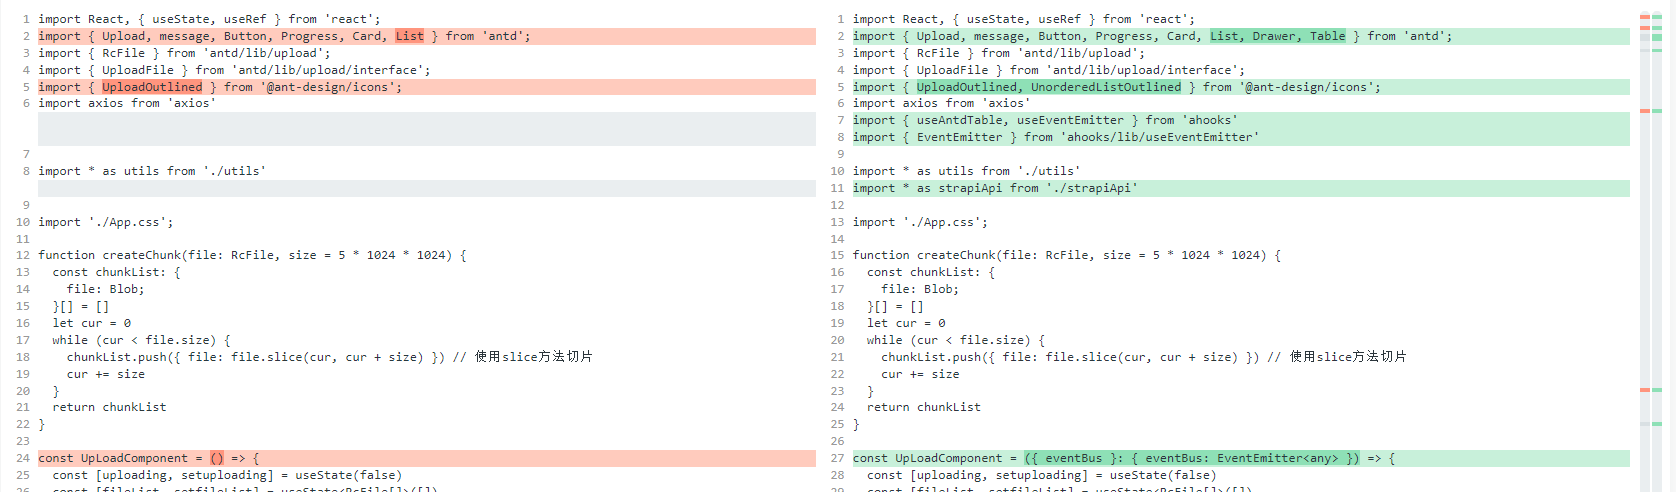 1 import React, { useState, useRef } from 'react';
2 import { Upload, message, Button, Progress, Card, List } from 'antd';
3 import { RcFile } from 'antd/lib/upload';
4 import { UploadFile } from 'antd/lib/upload/interface';
5 import { UploadOutlined } from '@ant-design/icons';
6 import axios from 'axios'
7
8 import * as utils from './utils'
9
10 import './App.css';
11
12 function createChunk(file: RcFile, size = 5 * 1024 * 1024) {
13   const chunkList: {
14     file: Blob;
15   }[] = []
16   let cur = 0
17   while (cur < file.size) {
18     chunkList.push({ file: file.slice(cur, cur + size) }) // 使用slice方法切片
19     cur += size
20   }
21   return chunkList
22 }
23
24 const UpLoadComponent = () => {
25   const [uploading, setuploading] = useState(false)
26   const [fileList, setfileList] = useState<RcFile[]>([])
1 import React, { useState, useRef } from 'react';
2 import { Upload, message, Button, Progress, Card, List, Drawer, Table } from 'antd';
3 import { RcFile } from 'antd/lib/upload';
4 import { UploadFile } from 'antd/lib/upload/interface';
5 import { UploadOutlined, UnorderedListOutlined } from '@ant-design/icons';
6 import axios from 'axios'
7 import { useAntdTable, useEventEmitter } from 'ahooks'
8 import { EventEmitter } from 'ahooks/lib/useEventEmitter'
9
10 import * as utils from './utils'
11 import * as strapiApi from './strapiApi'
12
13 import './App.css';
14
15 function createChunk(file: RcFile, size = 5 * 1024 * 1024) {
16   const chunkList: {
17     file: Blob;
18   }[] = []
19   let cur = 0
20   while (cur < file.size) {
21     chunkList.push({ file: file.slice(cur, cur + size) }) // 使用slice方法切片
22     cur += size
23   }
24   return chunkList
25 }
26
27 const UpLoadComponent = ({ eventBus }: { eventBus: EventEmitter<any> }) => {
28   const [uploading, setuploading] = useState(false)
29   const [fileList, setfileList] = useState<RcFile[]>([])